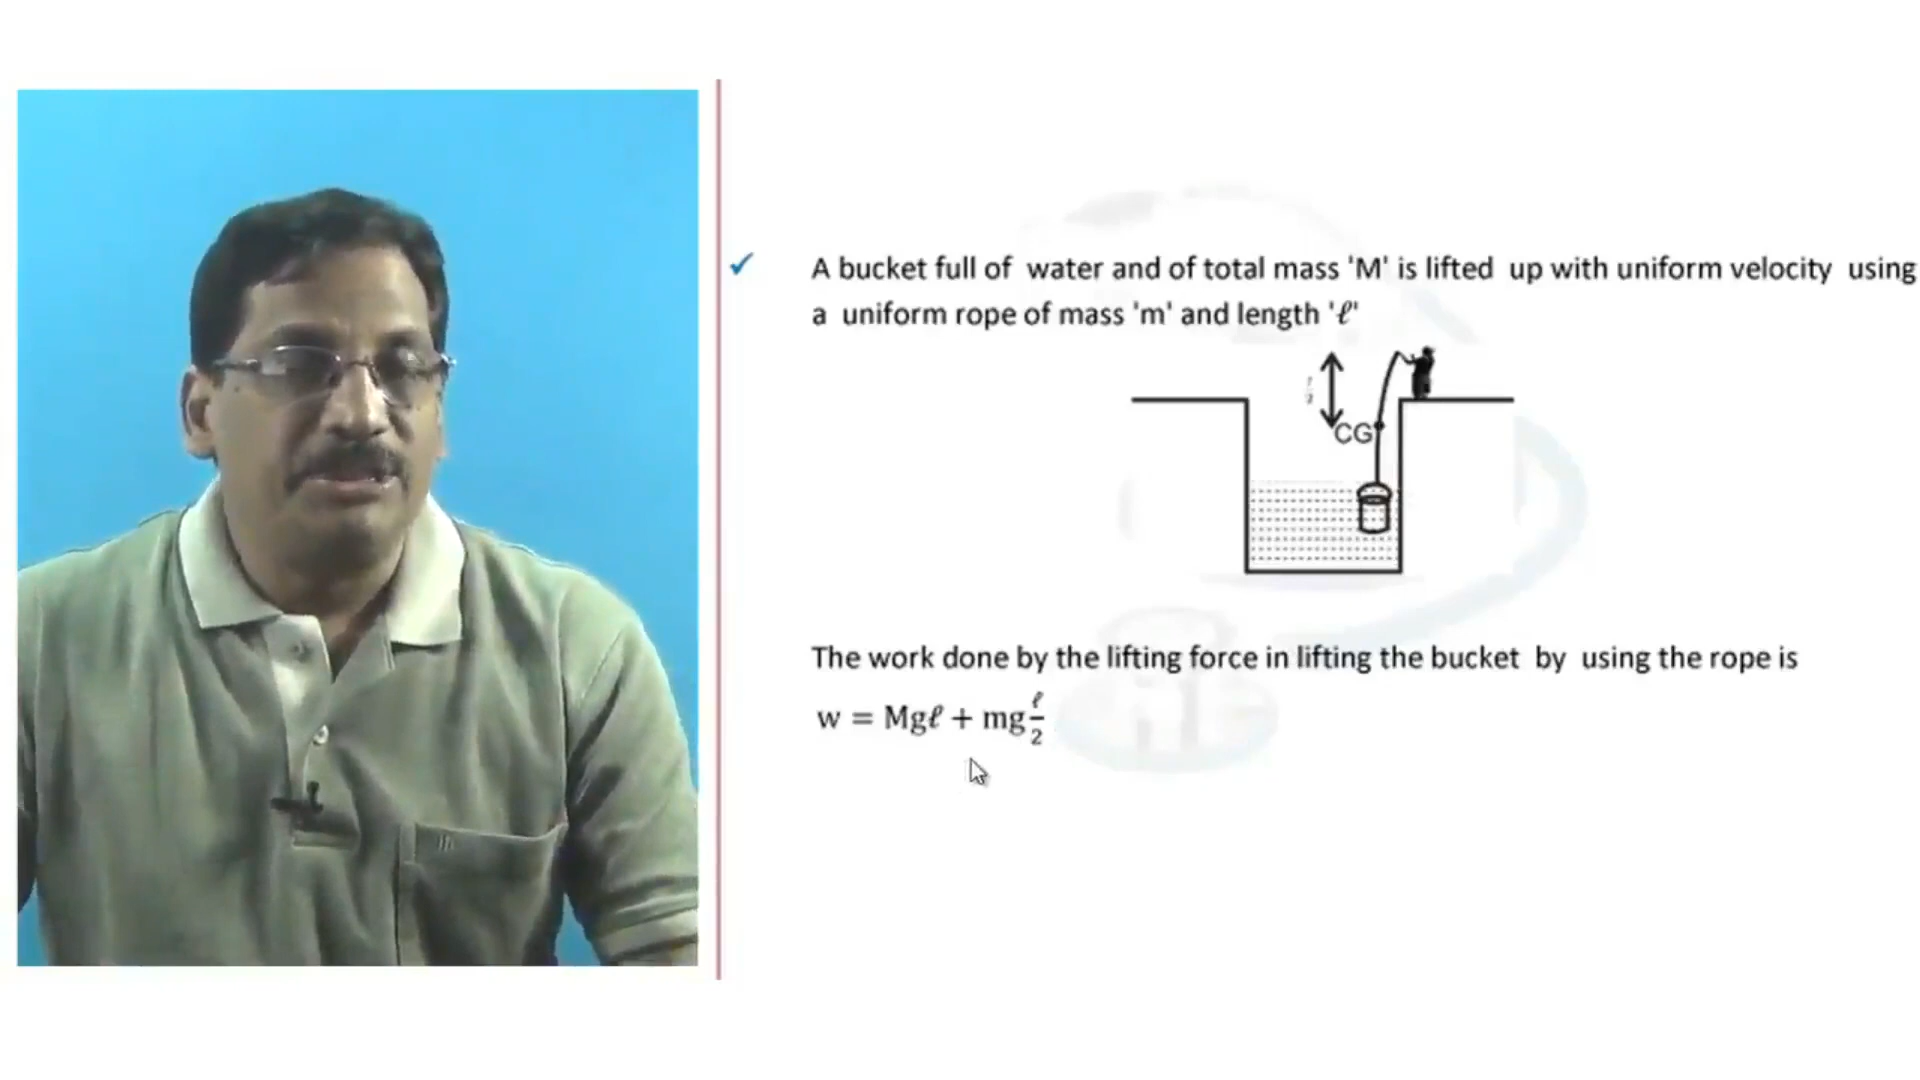 ✓ A bucket full of water and of total mass 'M' is lifted up with uniform velocity using
a uniform rope of mass 'm' and length 'ℓ'
CG
The work done by the lifting force in lifting the bucket by using the rope is
w = Mgℓ + mg ℓ/2